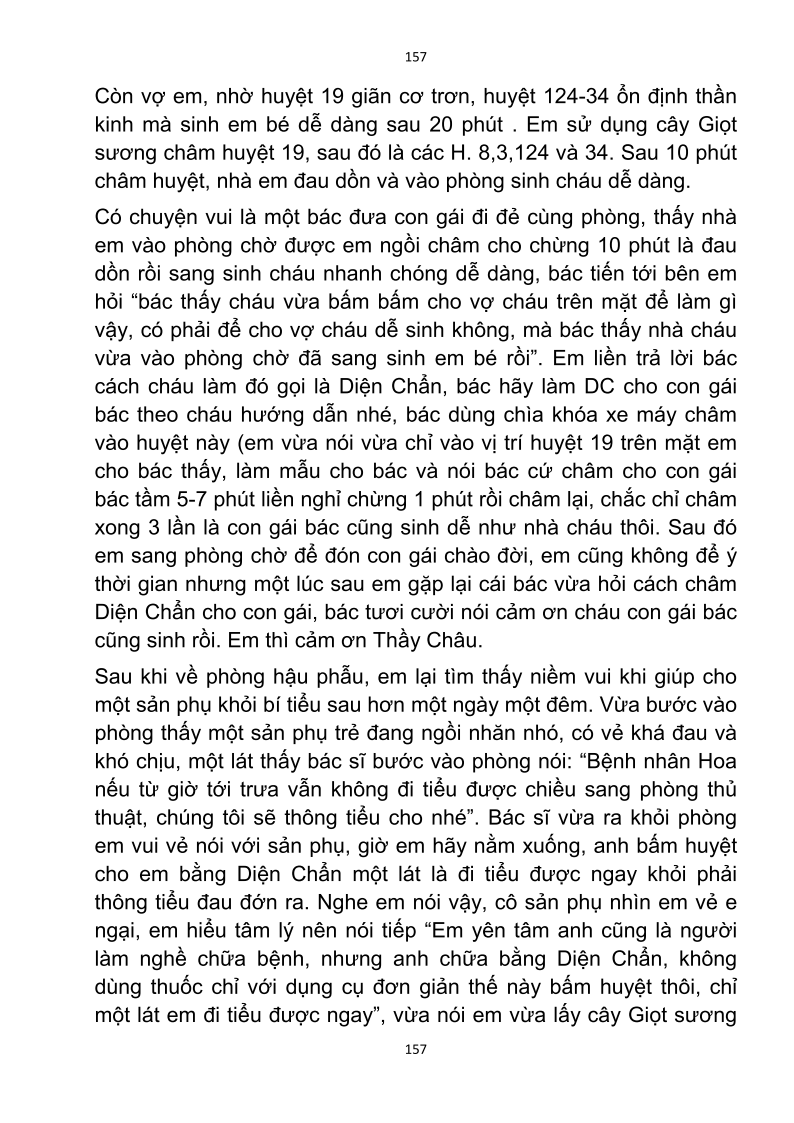 157
Còn vợ em, nhờ huyệt 19 giãn cơ trơn, huyệt 124-34 ổn định thần
kinh mà sinh em bé dễ dàng sau 20 phút . Em sử dụng cây Giọt
sương châm huyệt 19, sau đó là các H. 8,3,124 và 34. Sau 10 phút
châm huyệt, nhà em đau dồn và vào phòng sinh cháu dễ dàng.
Có chuyện vui là một bác đưa con gái đi đẻ cùng phòng, thấy nhà
em vào phòng chờ được em ngồi châm cho chừng 10 phút là đau
dồn rồi sang sinh cháu nhanh chóng dễ dàng, bác tiến tới bên em
hỏi “bác thấy cháu vừa bấm bấm cho vợ cháu trên mặt để làm gì
vậy, có phải để cho vợ cháu dễ sinh không, mà bác thấy nhà cháu
vừa vào phòng chờ đã sang sinh em bé rồi”. Em liền trả lời bác
cách cháu làm đó gọi là Diện Chẩn, bác hãy làm DC cho con gái
bác theo cháu hướng dẫn nhé, bác dùng chìa khóa xe máy châm
vào huyệt này (em vừa nói vừa chỉ vào vị trí huyệt 19 trên mặt em
cho bác thấy, làm mẫu cho bác và nói bác cứ châm cho con gái
bác tầm 5-7 phút liền nghỉ chừng 1 phút rồi châm lại, chắc chỉ châm
xong 3 lần là con gái bác cũng sinh dễ như nhà cháu thôi. Sau đó
em sang phòng chờ để đón con gái chào đời, em cũng không để ý
thời gian nhưng một lúc sau em gặp lại cái bác vừa hỏi cách châm
Diện Chẩn cho con gái, bác tươi cười nói cảm ơn cháu con gái bác
cũng sinh rồi. Em thì cảm ơn Thầy Châu.
Sau khi về phòng hậu phẫu, em lại tìm thấy niềm vui khi giúp cho
một sản phụ khỏi bí tiểu sau hơn một ngày một đêm. Vừa bước vào
phòng thấy một sản phụ trẻ đang ngồi nhăn nhó, có vẻ khá đau và
khó chịu, một lát thấy bác sĩ bước vào phòng nói: “Bệnh nhân Hoa
nếu từ giờ tới trưa vẫn không đi tiểu được chiều sang phòng thủ
thuật, chúng tôi sẽ thông tiểu cho nhé”. Bác sĩ vừa ra khỏi phòng
em vui vẻ nói với sản phụ, giờ em hãy nằm xuống, anh bấm huyệt
cho em bằng Diện Chẩn một lát là đi tiểu được ngay khỏi phải
thông tiểu đau đớn ra. Nghe em nói vậy, cô sản phụ nhìn em vẻ e
ngại, em hiểu tâm lý nên nói tiếp “Em yên tâm anh cũng là người
làm nghề chữa bệnh, nhưng anh chữa bằng Diện Chẩn, không
dùng thuốc chỉ với dụng cụ đơn giản thế này bấm huyệt thôi, chỉ
một lát em đi tiểu được ngay”, vừa nói em vừa lấy cây Giọt sương
157